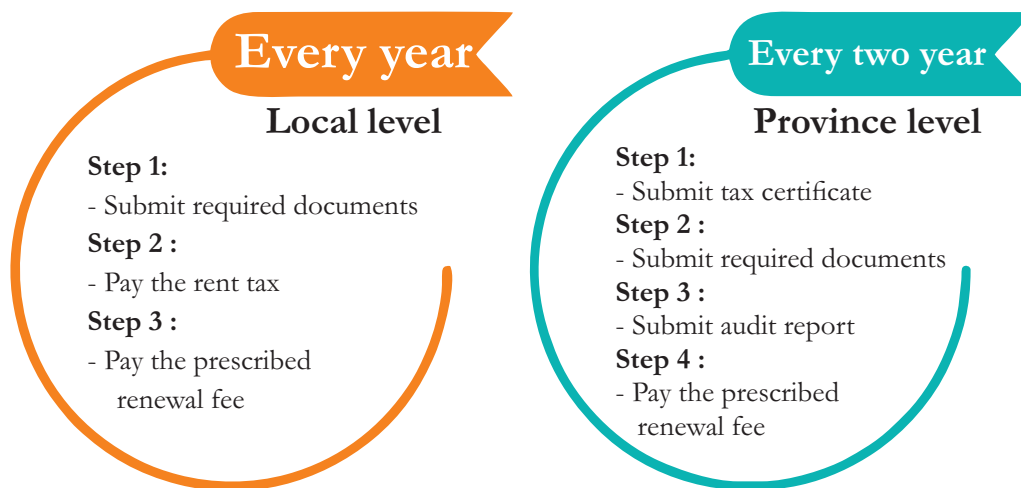 Every year
Local level
Step 1:
- Submit required documents
Step 2 :
- Pay the rent tax
Step 3 :
- Pay the prescribed
renewal fee
Every two year
Province level
Step 1:
- Submit tax certificate
Step 2 :
- Submit required documents
Step 3 :
- Submit audit report
Step 4 :
- Pay the prescribed
renewal fee